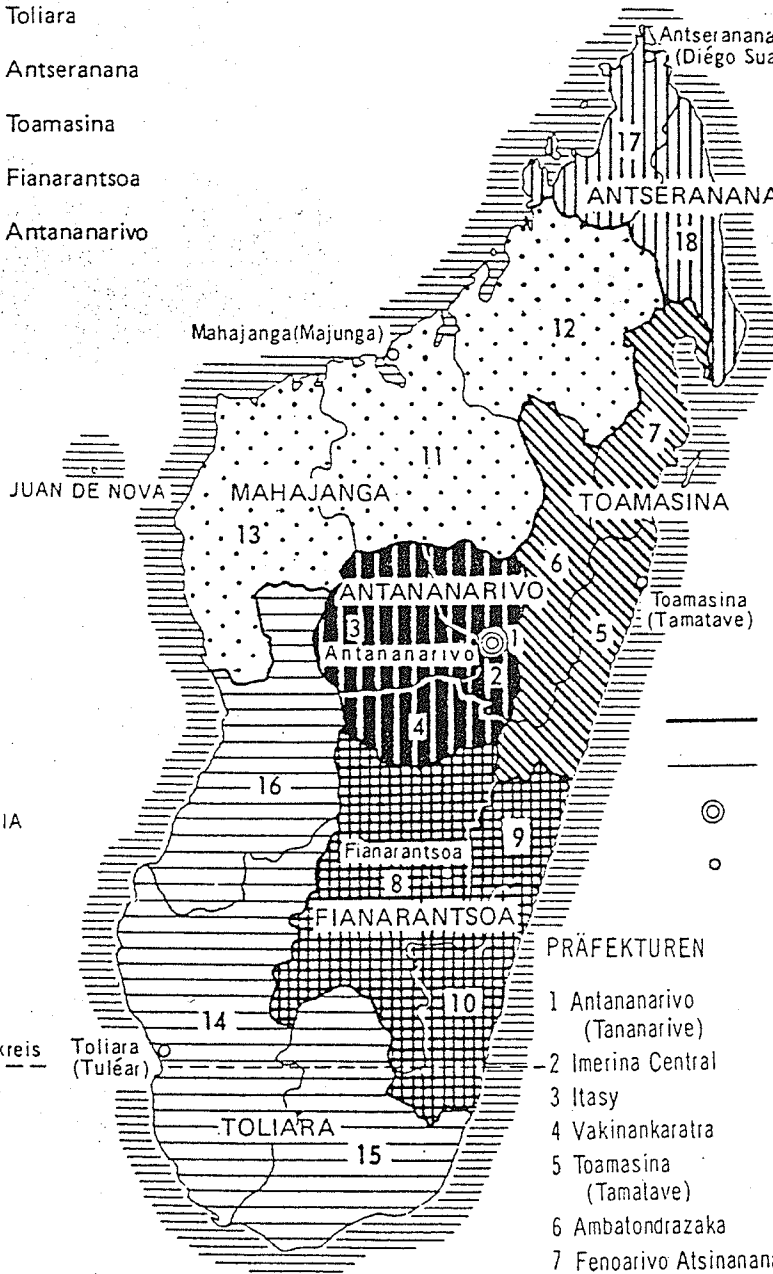 Toliara
Antseranana
Toamasina
Fianarantsoa
Antananarivo
Antseranana
(Diégo Sua
17
ANTSERANANA
18
12
Mahajanga(Majunga)
7
11
JUAN DE NOVA
MAHAJANGA
TOAMASINA
13
6
ANTANANARIVO
Toamasina
(Tamatave)
3
1
5
Antananarivo
2
4
16
NA
9
Fianarantsoa
8
FIANARANTSOA
PRÄFEKTUREN
10
1 Antananarivo
(Tananarive)
14
kreis
Toliara
(Tuléar)
2 Imerina Central
3 Itasy
TOLIARA
4 Vakinankaratra
15
5 Toamasina
(Tamatave)
6 Ambatondrazaka
7 Fenoarivo Atsinanana